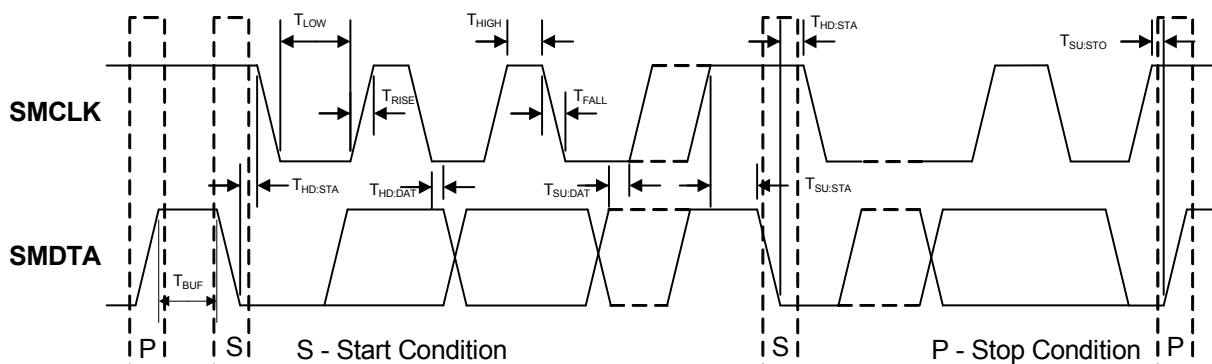 T_LOW
T_HIGH
T_HD:STA
T_SU:STO
SMCLK
T_RISE
T_FALL
T_HD:STA
T_HD:DAT
T_SU:DAT
T_SU:STA
SMDTA
T_BUF
P
S
S - Start Condition
S
P - Stop Condition
P